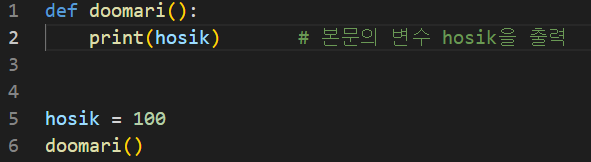 1 def doomari():
2     print(hosik)       # 본문의 변수 hosik을 출력
3
4
5 hosik = 100
6 doomari()